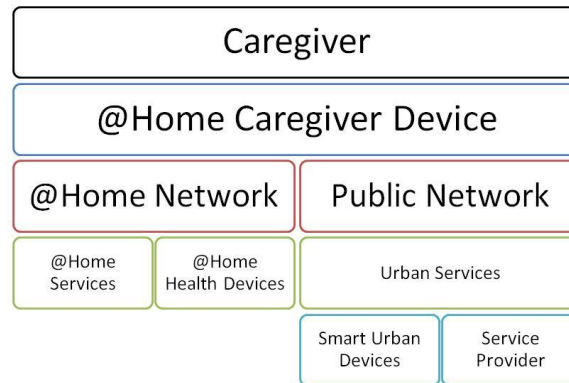 Caregiver
@Home Caregiver Device
@Home Network
Public Network
@Home
Services
@Home
Health Devices
Urban Services
Smart Urban
Devices
Service
Provider